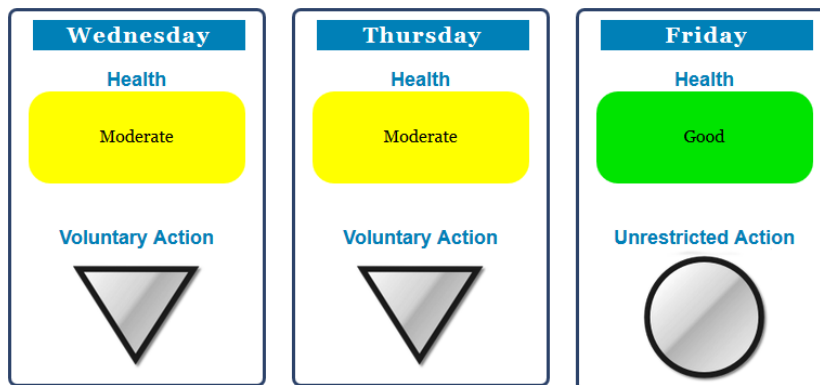 Wednesday
Health
Moderate
Voluntary Action
Thursday
Health
Moderate
Voluntary Action
Friday
Health
Good
Unrestricted Action